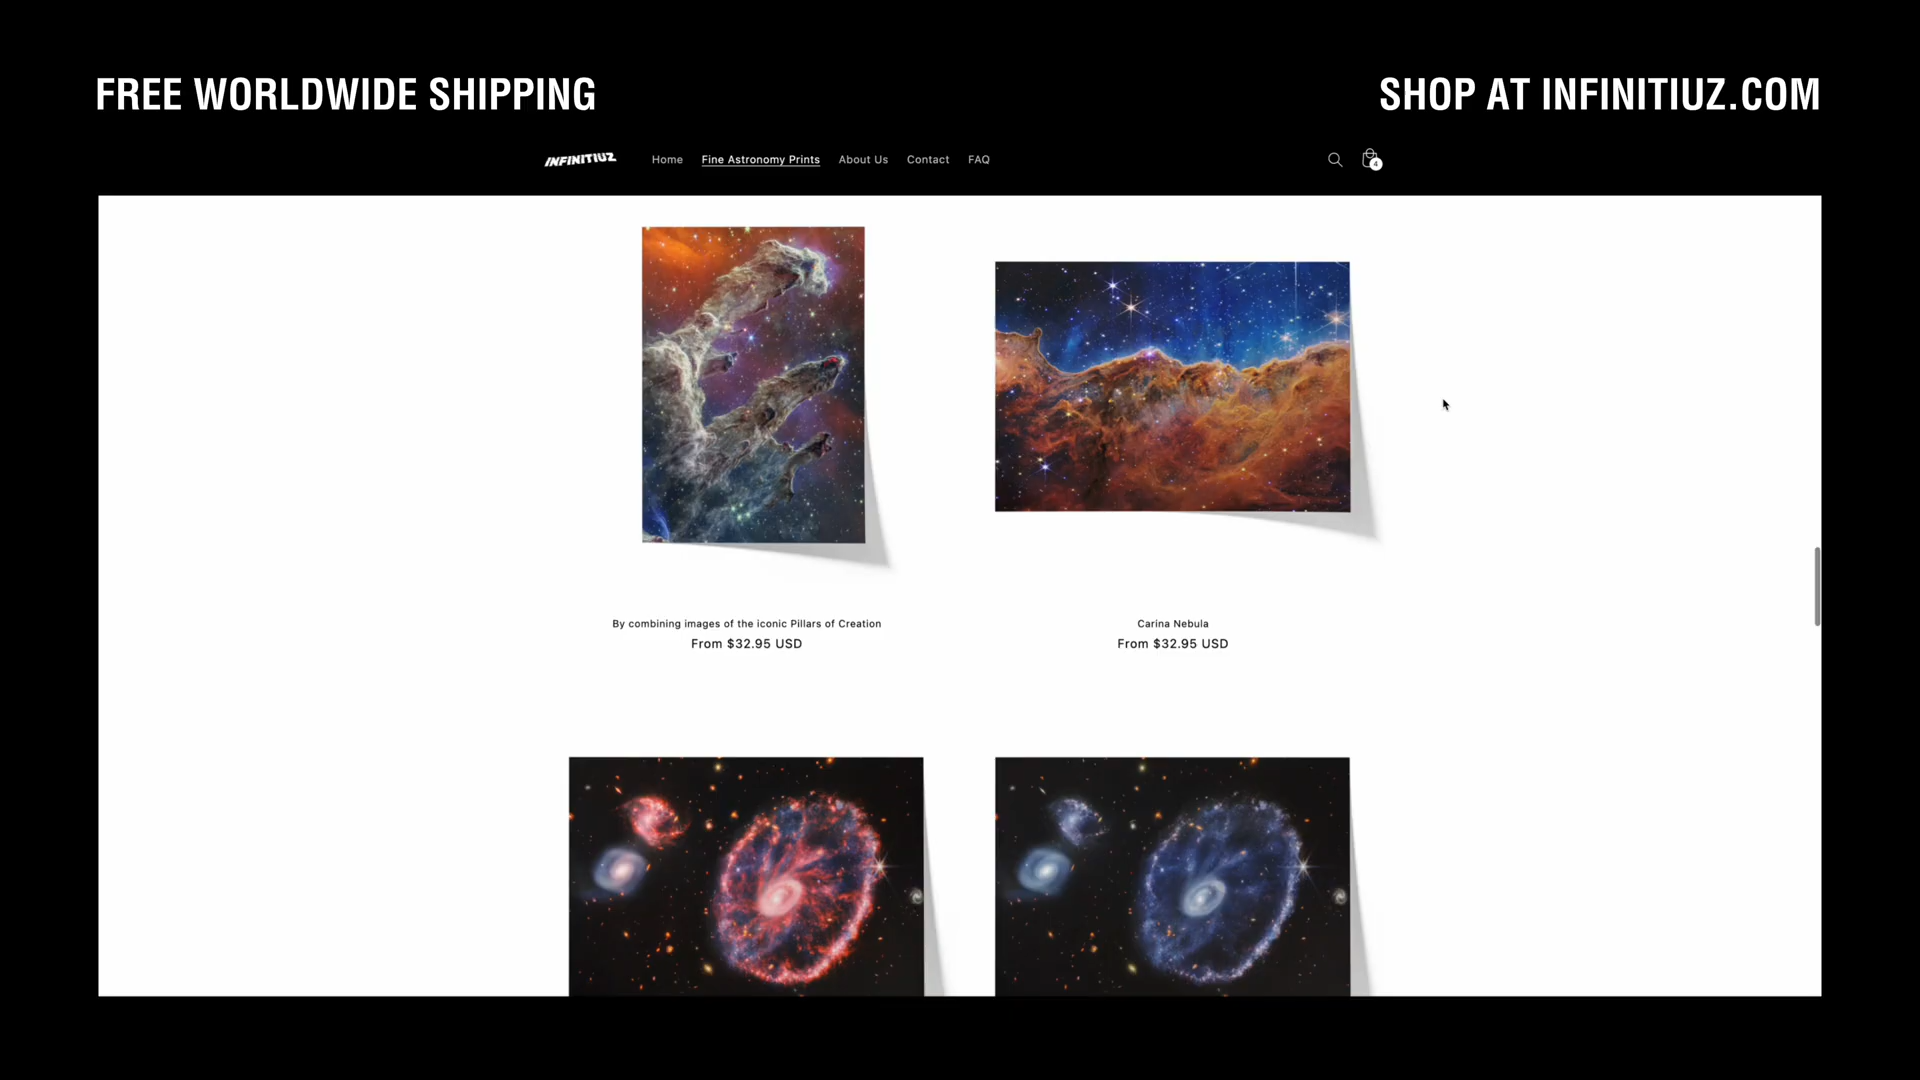 FREE WORLDWIDE SHIPPING
SHOP AT INFINITIUZ.COM
INFINITIUZ
Home
Fine Astronomy Prints
About Us
Contact
FAQ
4
By combining images of the iconic Pillars of Creation
From $32.95 USD
Carina Nebula
From $32.95 USD